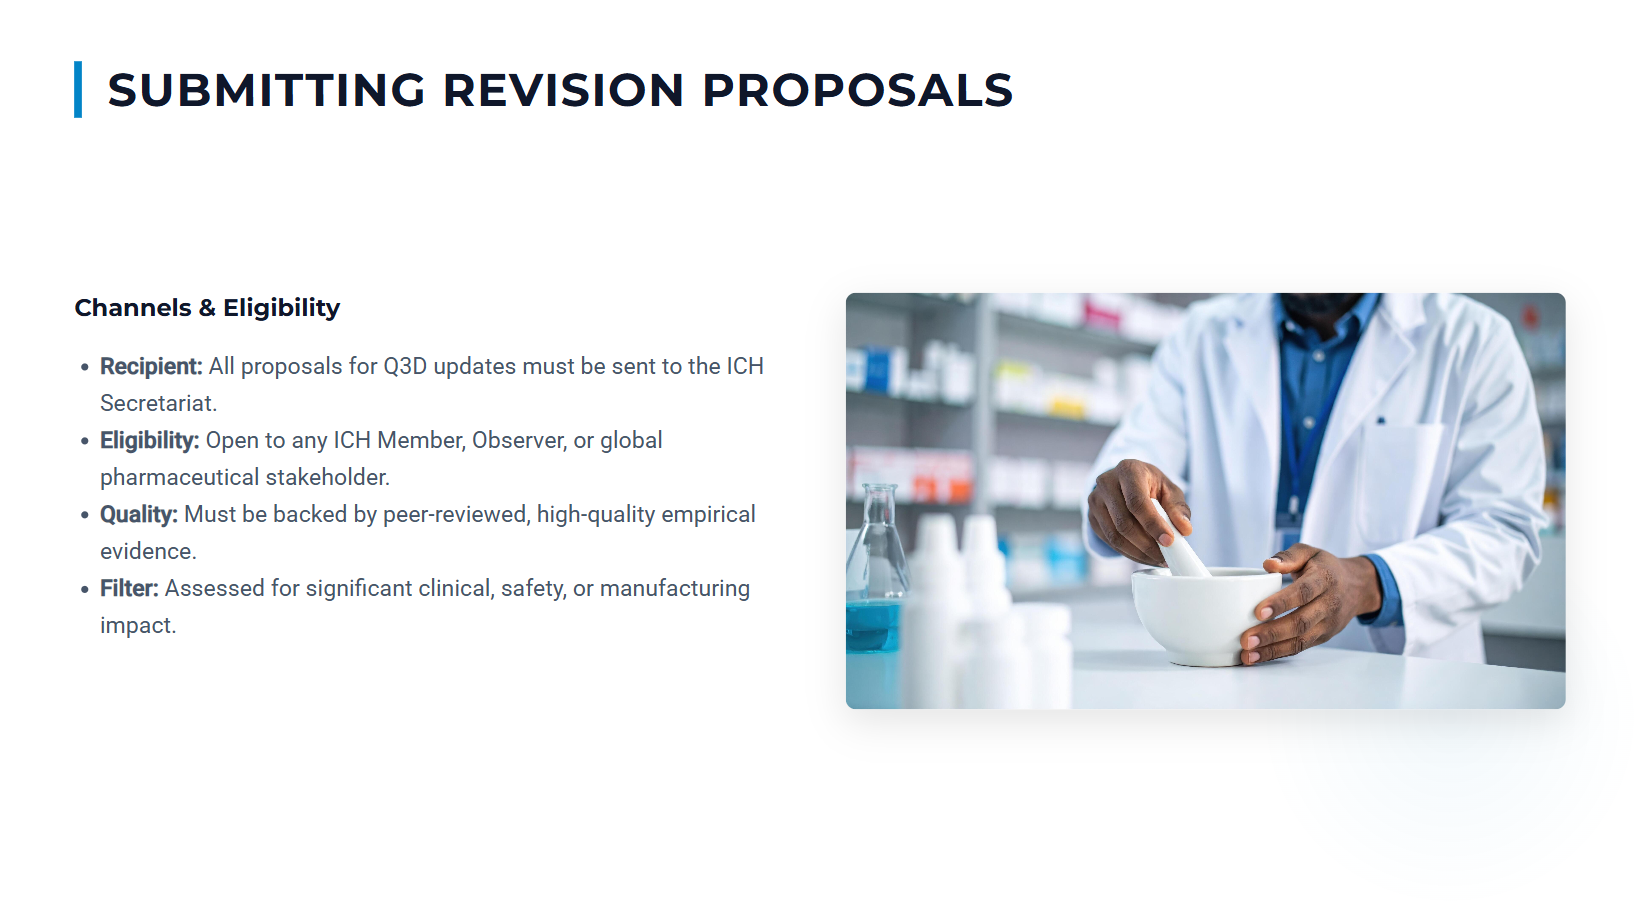 SUBMITTING REVISION PROPOSALS
Channels & Eligibility
• Recipient: All proposals for Q3D updates must be sent to the ICH
Secretariat.
• Eligibility: Open to any ICH Member, Observer, or global
pharmaceutical stakeholder.
• Quality: Must be backed by peer-reviewed, high-quality empirical
evidence.
• Filter: Assessed for significant clinical, safety, or manufacturing
impact.